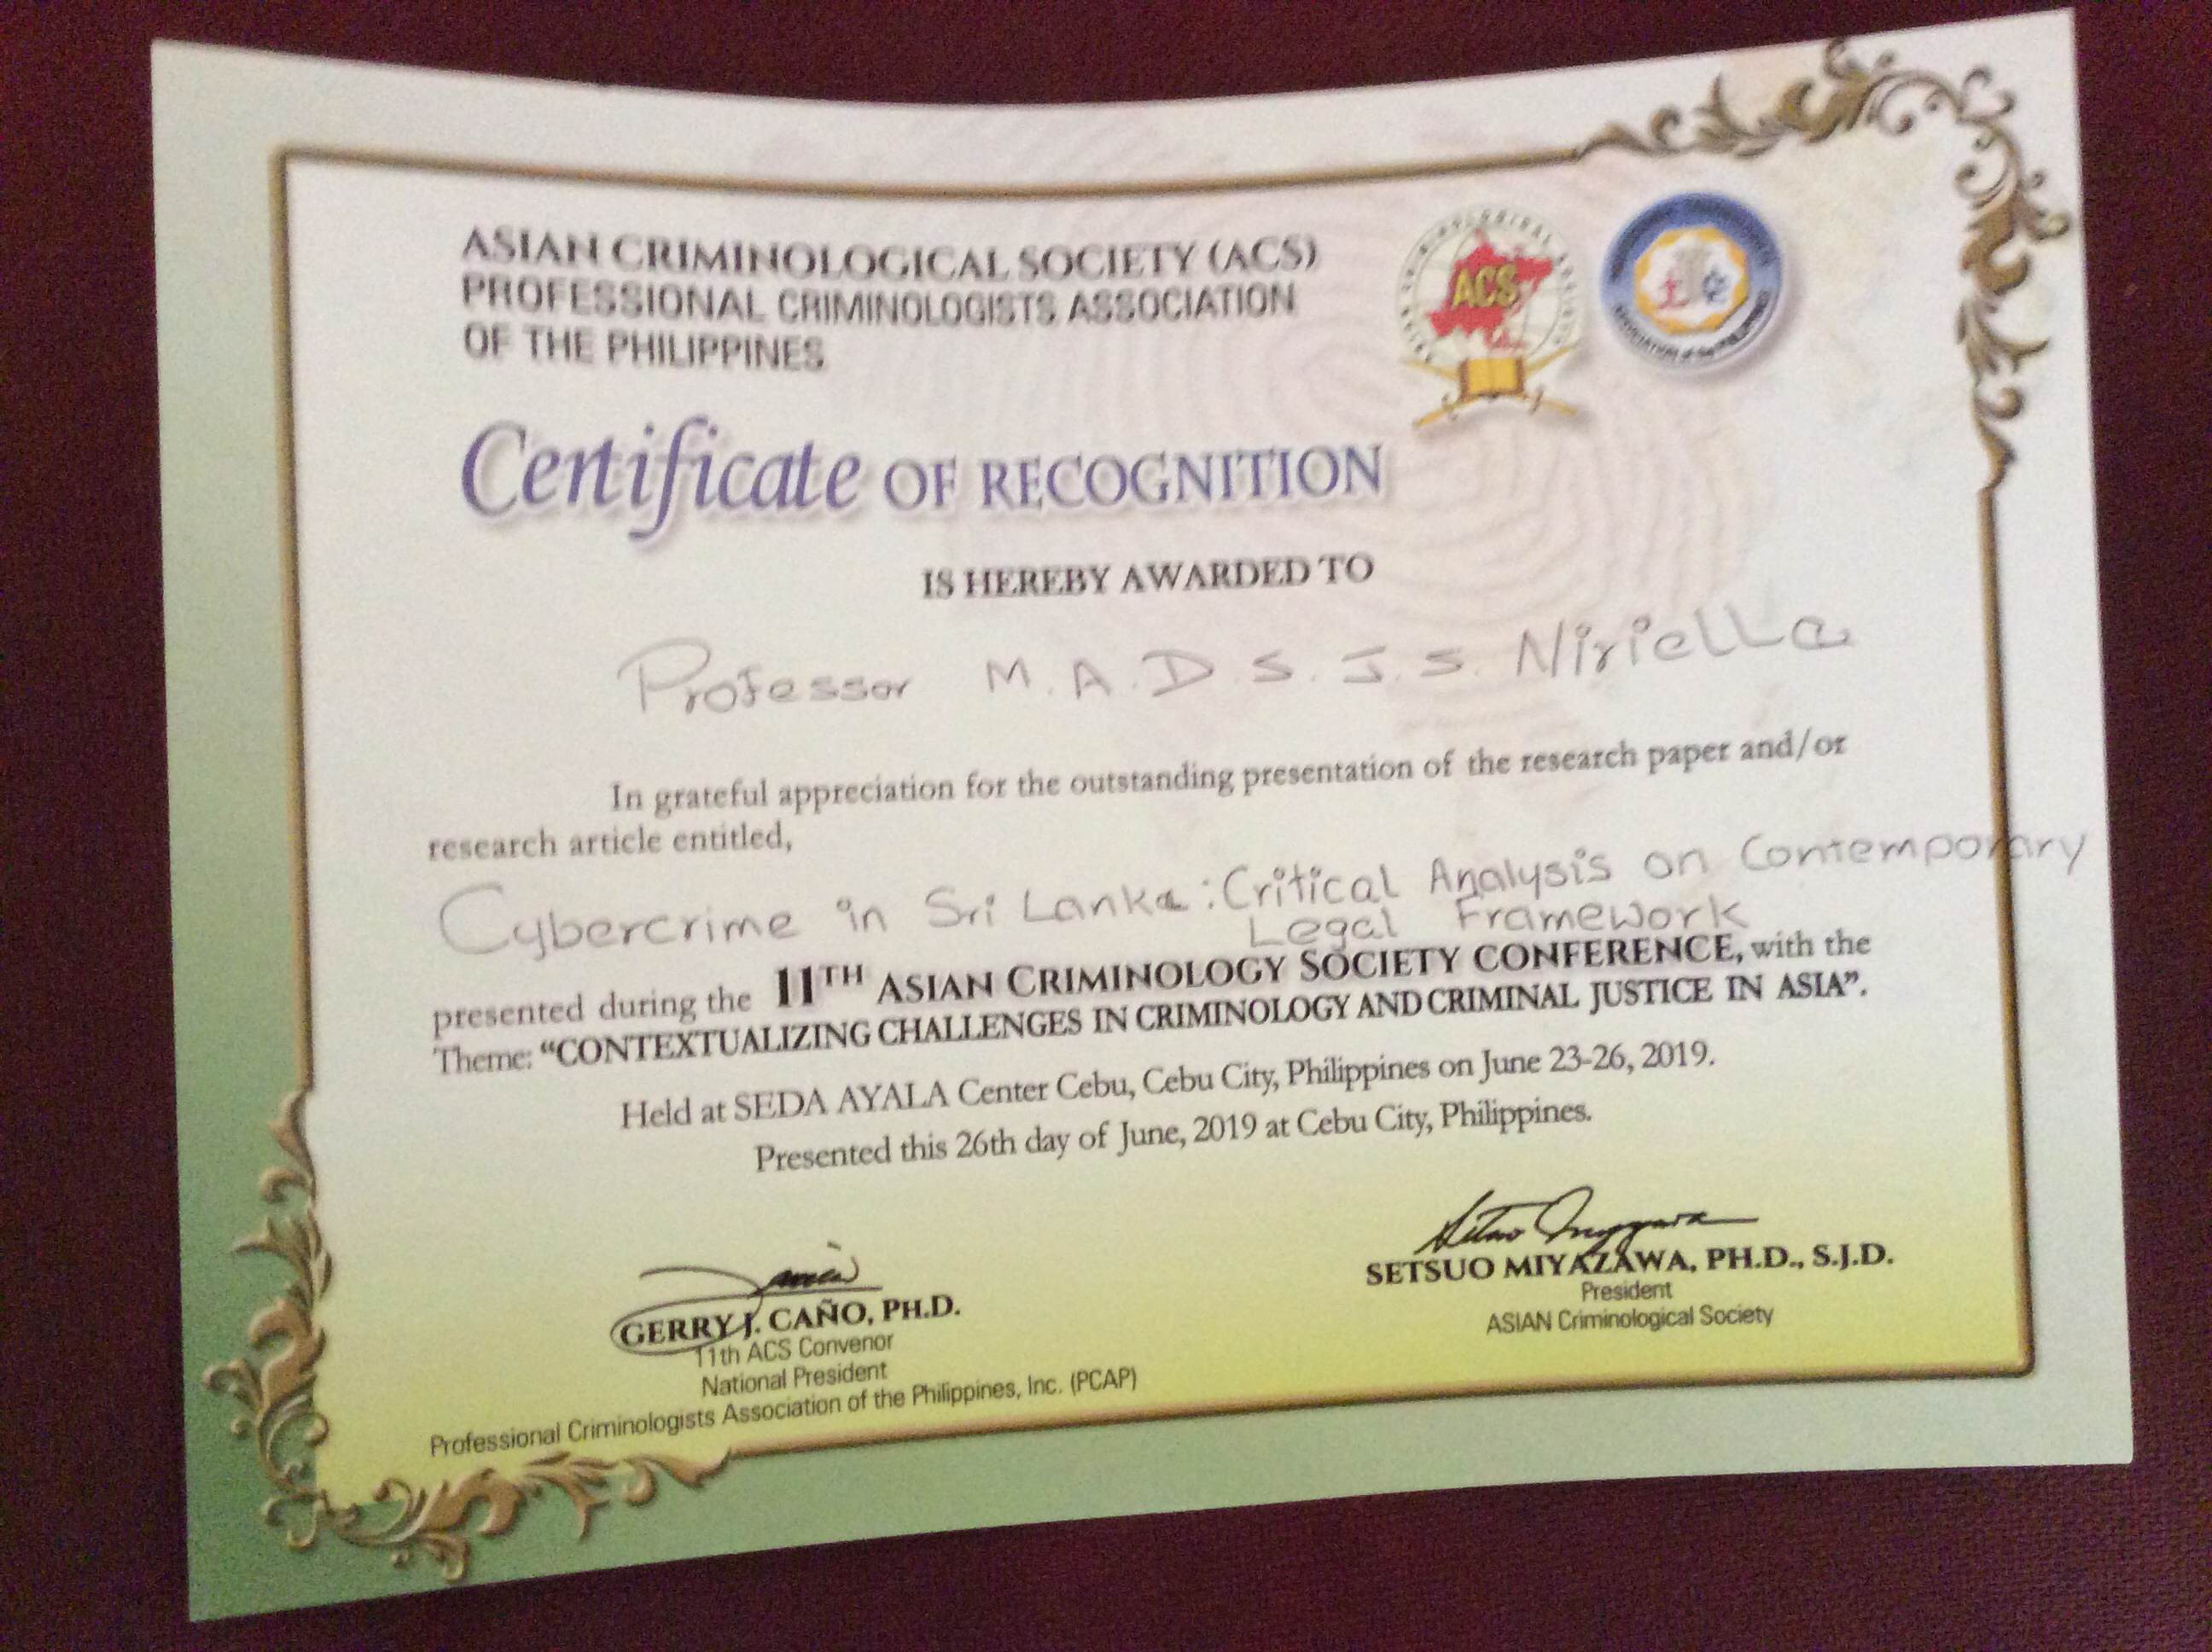 ASIAN CRIMINOLOGICAL SOCIETY (ACS)
PROFESSIONAL CRIMINOLOGISTS ASSOCIATION
OF THE PHILIPPINES
ACS
Certificate OF RECOGNITION
IS HEREBY AWARDED TO
Professor M.A.D.S.J.S. Niriella
In grateful appreciation for the outstanding presentation of the research paper and/or
research article entitled,
Cybercrime in Sri Lanka: Critical Analysis on Contemporary
Legal Framework
presented during the 11TH ASIAN CRIMINOLOGY SOCIETY CONFERENCE, with the
Theme: “CONTEXTUALIZING CHALLENGES IN CRIMINOLOGY AND CRIMINAL JUSTICE IN ASIA”.
Held at SEDA AYALA Center Cebu, Cebu City, Philippines on June 23-26, 2019.
Presented this 26th day of June, 2019 at Cebu City, Philippines.
GERRY J. CAÑO, PH.D.
11th ACS Convenor
National President
Professional Criminologists Association of the Philippines, Inc. (PCAP)
SETSUO MIYAZAWA, PH.D., S.J.D.
President
ASIAN Criminological Society